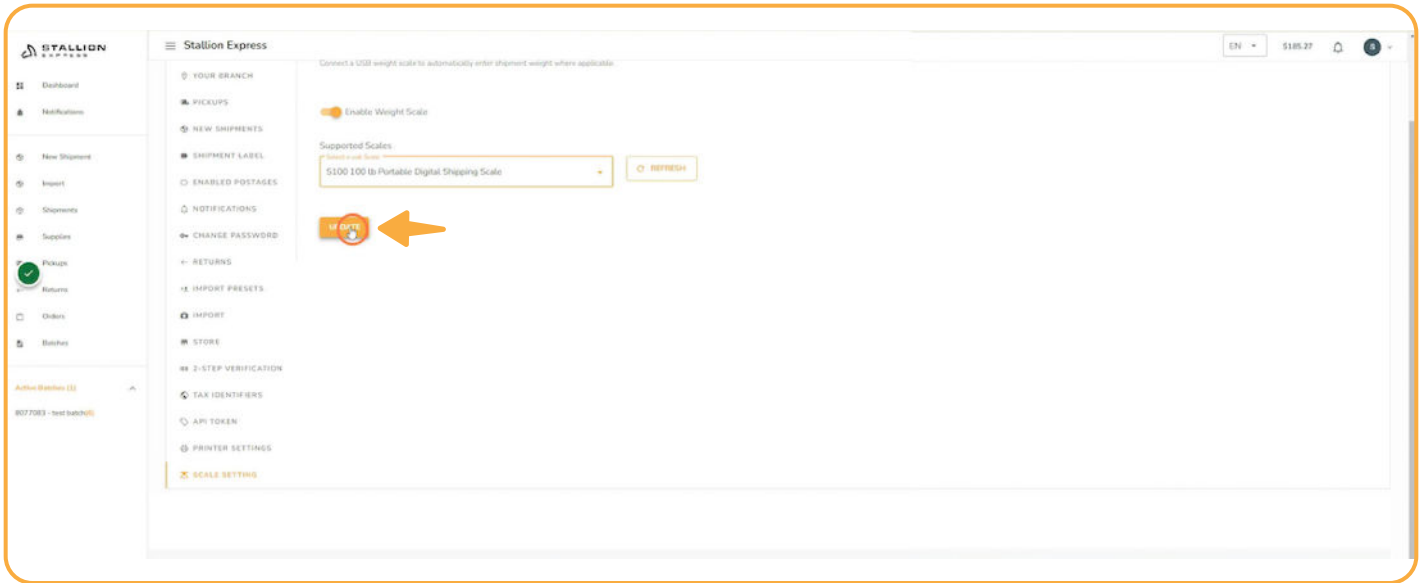 STALLION
EXPRESS
Stallion Express
EN
$185.27
S
Dashboard
Notifications
New Shipment
Import
Shipments
Supplies
Pickups
Returns
Orders
Batches
Active Batches (1)
8077083 - test batch(6)
YOUR BRANCH
PICKUPS
NEW SHIPMENTS
SHIPMENT LABEL
ENABLED POSTAGES
NOTIFICATIONS
CHANGE PASSWORD
RETURNS
IMPORT PRESETS
IMPORT
STORE
2-STEP VERIFICATION
TAX IDENTIFIERS
API TOKEN
PRINTER SETTINGS
SCALE SETTING
Connect a USB weight scale to automatically enter shipment weight where applicable
Enable Weight Scale
Supported Scales
S100 100 lb Portable Digital Shipping Scale
REFRESH
UPDATE